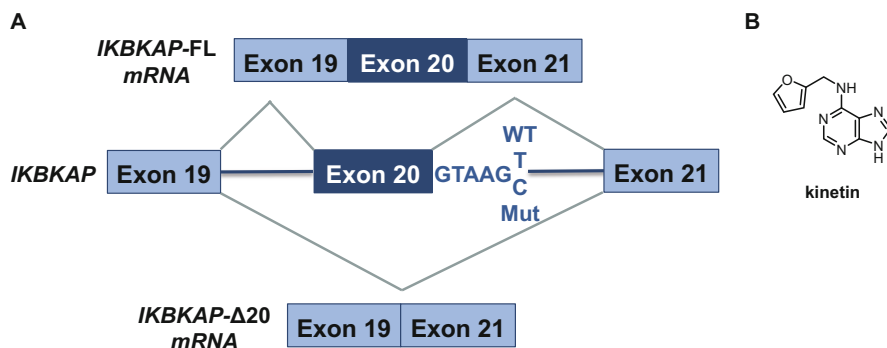 A
B
IKBKAP-FL
mRNA
Exon 19
Exon 20
Exon 21
WT
IKBKAP
Exon 19
Exon 20
GTAAG
T
C
Exon 21
Mut
IKBKAP-Δ20
mRNA
Exon 19
Exon 21
O
NH
N
N
N
N
H
kinetin